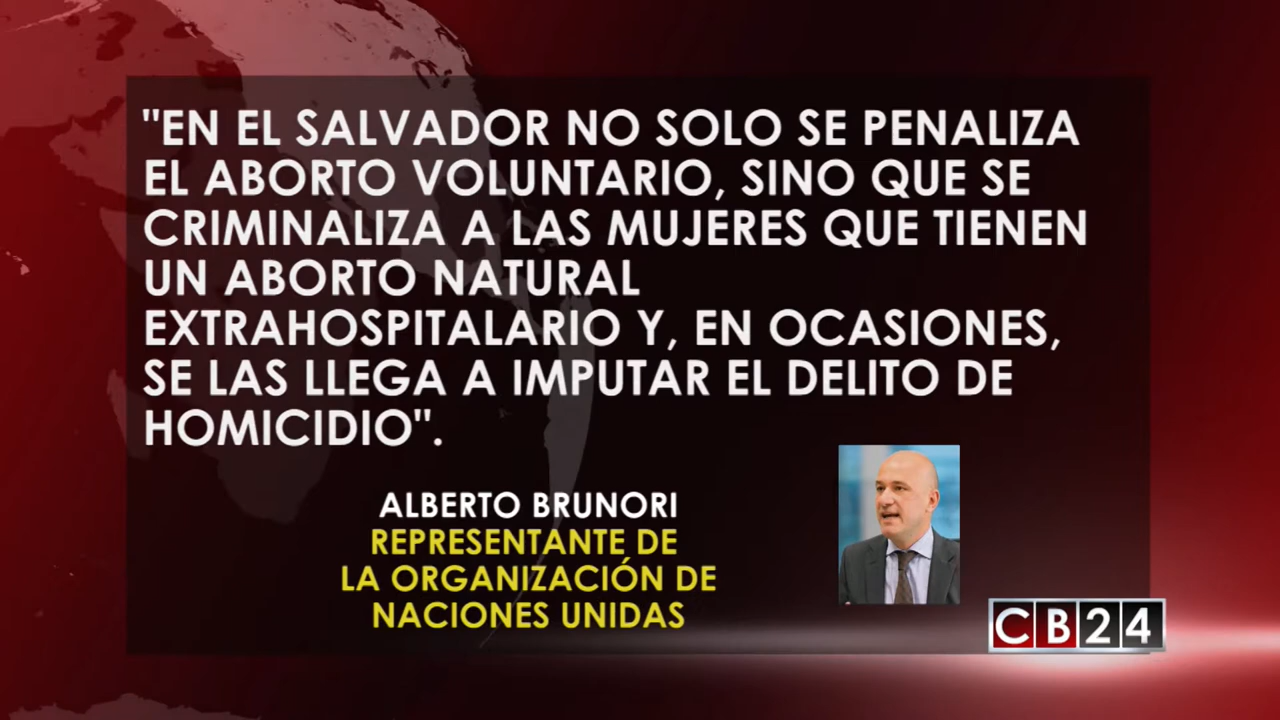 "EN EL SALVADOR NO SOLO SE PENALIZA
EL ABORTO VOLUNTARIO, SINO QUE SE
CRIMINALIZA A LAS MUJERES QUE TIENEN
UN ABORTO NATURAL
EXTRAHOSPITALARIO Y, EN OCASIONES,
SE LAS LLEGA A IMPUTAR EL DELITO DE
HOMICIDIO".
ALBERTO BRUNORI
REPRESENTANTE DE
LA ORGANIZACIÓN DE
NACIONES UNIDAS
CB24